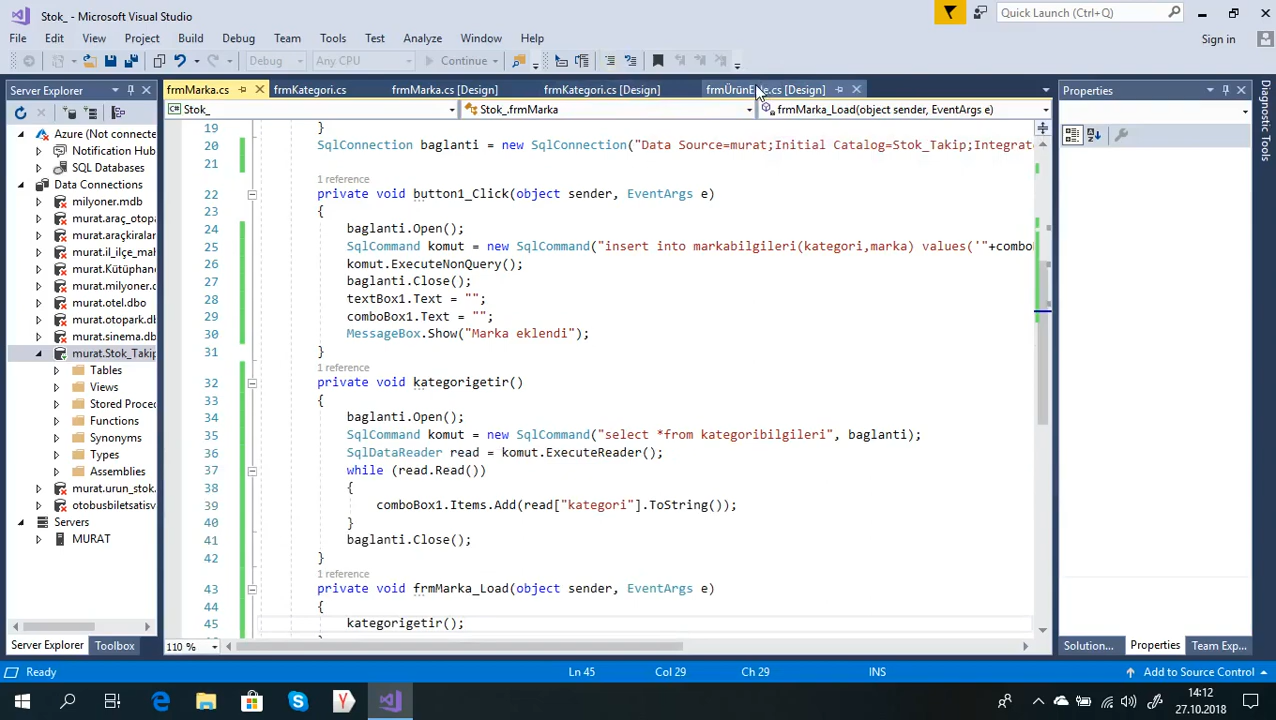 Stok_ - Microsoft Visual Studio
Quick Launch (Ctrl+Q)
File Edit View Project Build Debug Team Tools Test Analyze Window Help
Sign in
Debug Any CPU Continue
Server Explorer
frmMarka.cs frmKategori.cs frmMarka.cs [Design] frmKategori.cs [Design] .cs [Design]
Properties
Stok_ Stok_.frmMarka frmMarka_Load(object sender, EventArgs e)
Azure (Not connecte
Notification Hub
SQL Databases
Data Connections
milyoner.mdb
murat.araç_otopa
murat.araçkiralan
murat.il_ilçe_mah
murat.Kütüphan
murat.milyoner.d
murat.otel.dbo
murat.otopark.db
murat.sinema.db
murat.Stok_Takip
Tables
Views
Stored Proce
Functions
Synonyms
Types
Assemblies
murat.urun_stok.
otobusbiletsatisv
Servers
MURAT
19 }
20 SqlConnection baglanti = new SqlConnection("Data Source=murat;Initial Catalog=Stok_Takip;Integrat
21
1 reference
22 private void button1_Click(object sender, EventArgs e)
23 {
24 baglanti.Open();
25 SqlCommand komut = new SqlCommand("insert into markabilgileri(kategori,marka) values('"+combo
26 komut.ExecuteNonQuery();
27 baglanti.Close();
28 textBox1.Text = "";
29 comboBox1.Text = "";
30 MessageBox.Show("Marka eklendi");
31 }
1 reference
32 private void kategorigetir()
33 {
34 baglanti.Open();
35 SqlCommand komut = new SqlCommand("select *from kategoribilgileri", baglanti);
36 SqlDataReader read = komut.ExecuteReader();
37 while (read.Read())
38 {
39 comboBox1.Items.Add(read["kategori"].ToString());
40 }
41 baglanti.Close();
42 }
1 reference
43 private void frmMarka_Load(object sender, EventArgs e)
44 {
45 kategorigetir();
110 %
Diagnostic Tools
Server Explorer Toolbox
Solution... Properties Team Exp...
Ready Ln 45 Col 29 Ch 29 INS Add to Source Control
14:12
27.10.2018